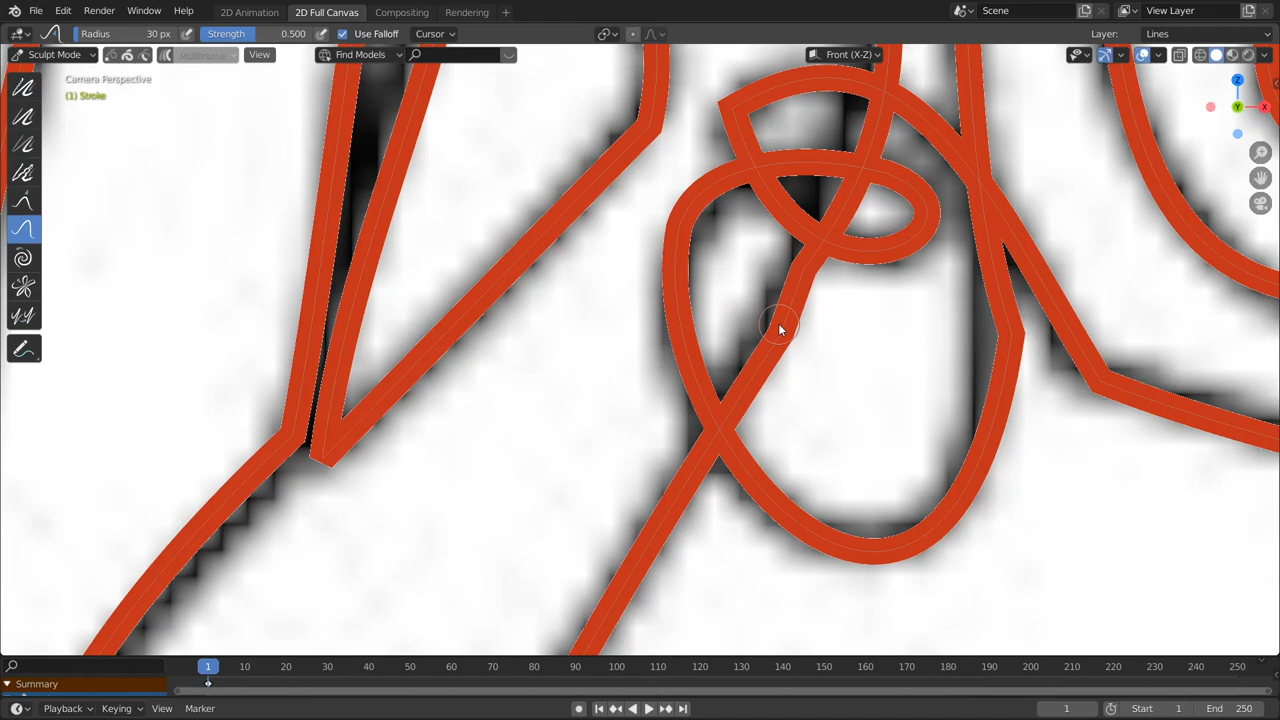 File Edit Render Window Help 2D Animation 2D Full Canvas Compositing Rendering + Scene View Layer
Radius 30 px Strength 0.500 Use Falloff Cursor Layer: Lines
Sculpt Mode Multiframe View Find Models Front (X-Z)
Camera Perspective
(1) Stroke
Z
Y X
1 10 20 30 40 50 60 70 80 90 100 110 120 130 140 150 160 170 180 190 200 210 220 230 240 250
Summary
Playback Keying View Marker 1 Start 1 End 250